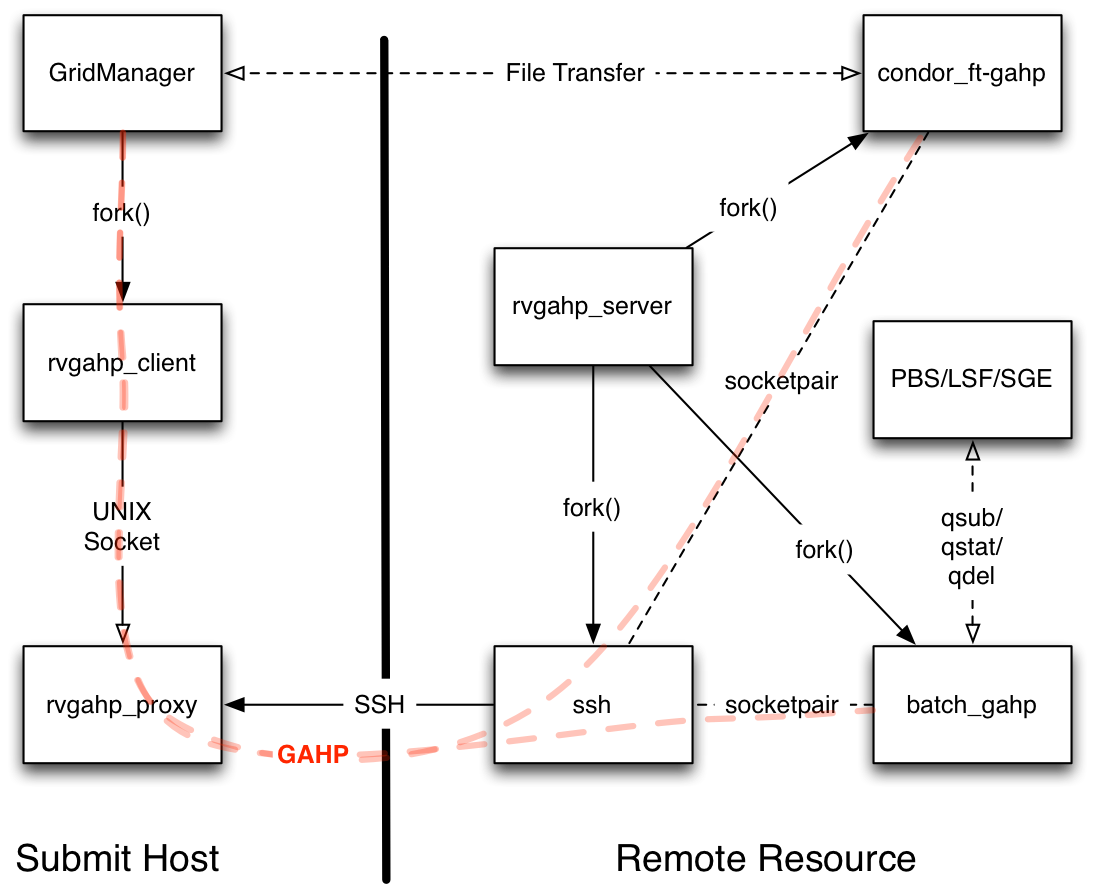 GridManager
File Transfer
condor_ft-gahp
fork()
fork()
rvgahp_server
rvgahp_client
socketpair
PBS/LSF/SGE
UNIX
Socket
fork()
fork()
qsub/
qstat/
qdel
rvgahp_proxy
SSH
ssh
socketpair
batch_gahp
GAHP
Submit Host
Remote Resource